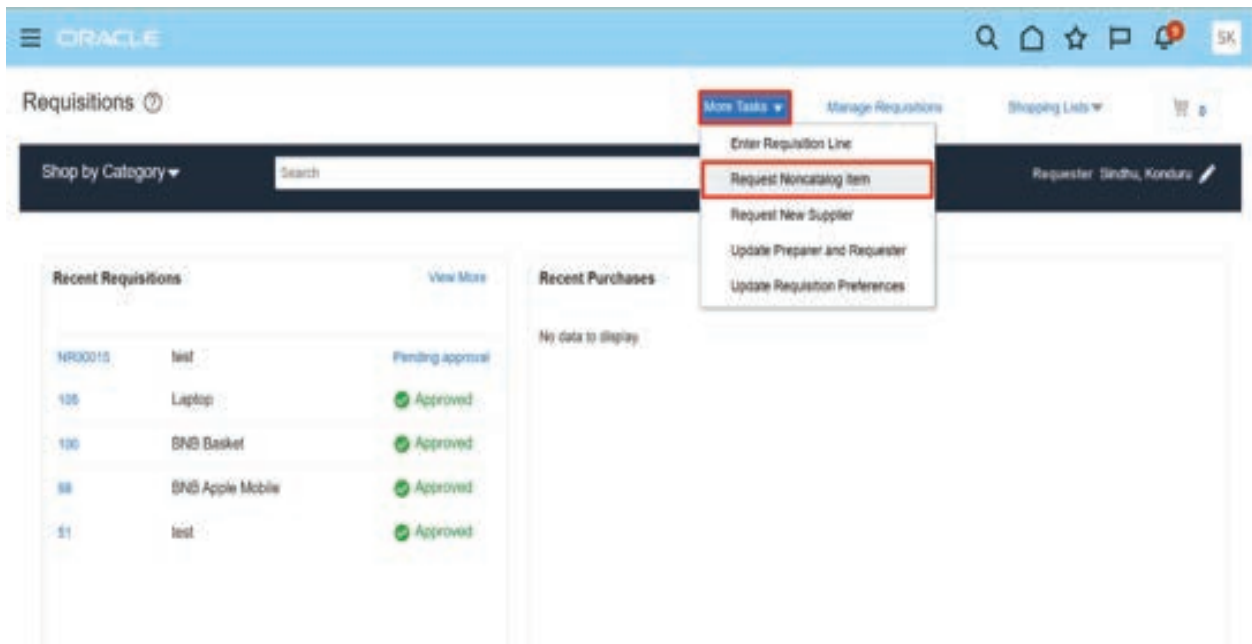 ORACLE
SK
Requisitions
More Tasks
Manage Requisitions
Shopping Lists
0
Enter Requisition Line
Shop by Category
Search
Request Noncatalog Item
Requester Sindhu, Konduru
Request New Supplier
Update Preparer and Requester
Update Requisition Preferences
Recent Requisitions
View More
Recent Purchases
No data to display.
test
Pending approval
105 Laptop Approved
100 BNB Basket Approved
BNB Apple Mobile Approved
51 test Approved